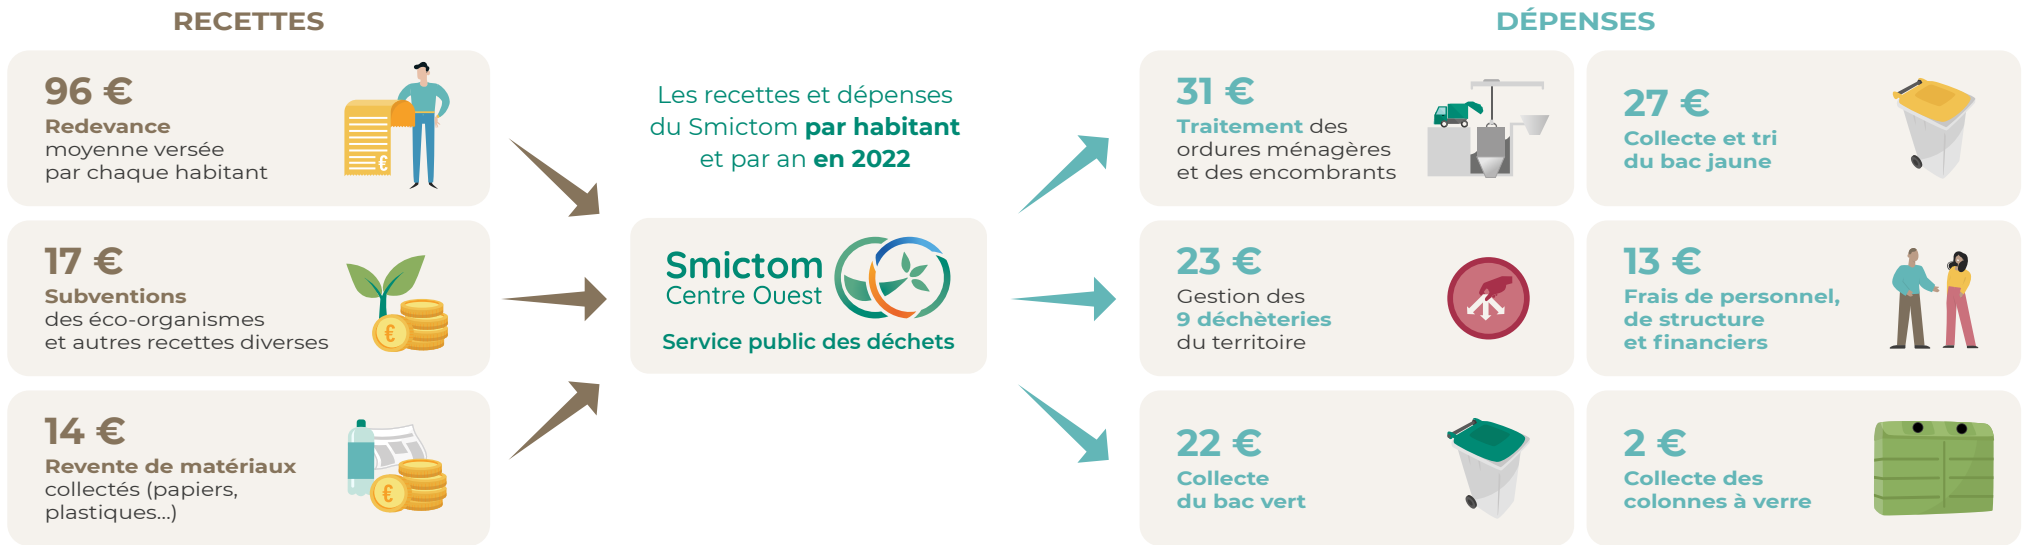 RECETTES
96 €
Redevance
moyenne versée
par chaque habitant
€
17 €
Subventions
des éco-organismes
et autres recettes diverses
€
14 €
Revente de matériaux
collectés (papiers,
plastiques...)
€
Les recettes et dépenses
du Smictom par habitant
et par an en 2022
Smictom
Centre Ouest
Service public des déchets
DÉPENSES
31 €
Traitement des
ordures ménagères
et des encombrants
27 €
Collecte et tri
du bac jaune
23 €
Gestion des
9 déchèteries
du territoire
13 €
Frais de personnel,
de structure
et financiers
22 €
Collecte
du bac vert
2 €
Collecte des
colonnes à verre